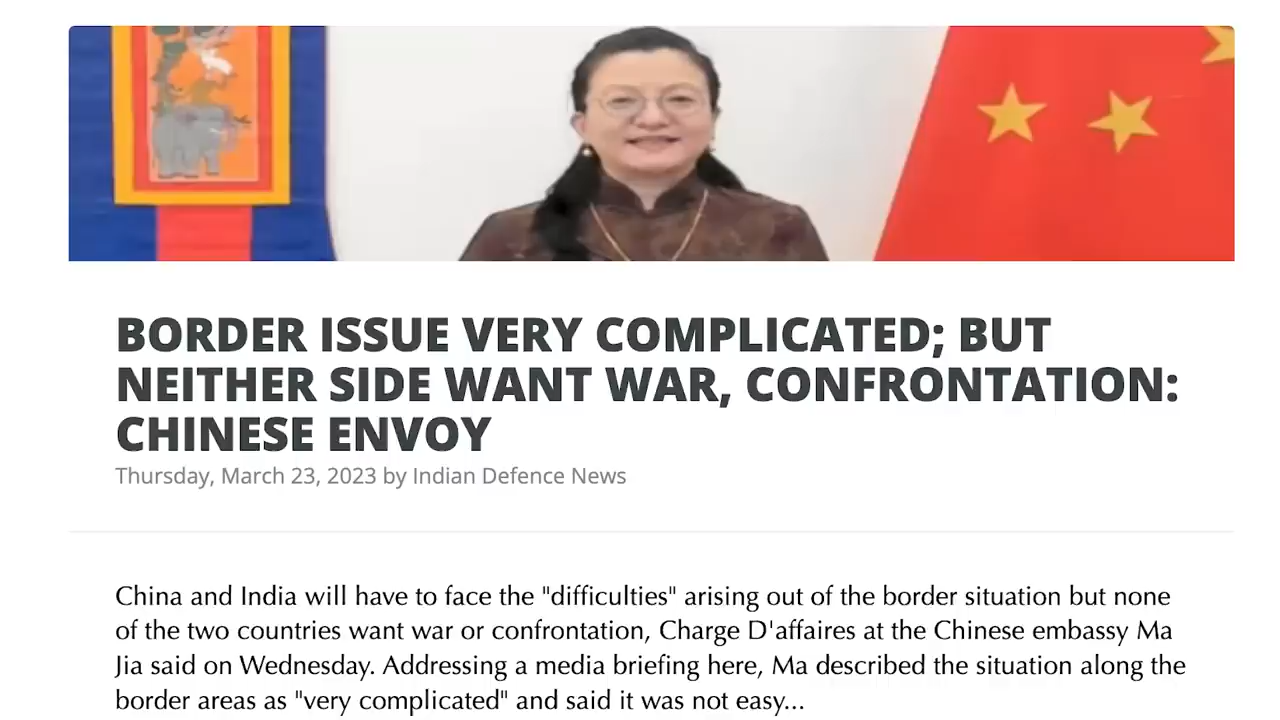 BORDER ISSUE VERY COMPLICATED; BUT
NEITHER SIDE WANT WAR, CONFRONTATION:
CHINESE ENVOY
Thursday, March 23, 2023 by Indian Defence News
China and India will have to face the "difficulties" arising out of the border situation but none
of the two countries want war or confrontation, Charge D'affaires at the Chinese embassy Ma
Jia said on Wednesday. Addressing a media briefing here, Ma described the situation along the
border areas as "very complicated" and said it was not easy...